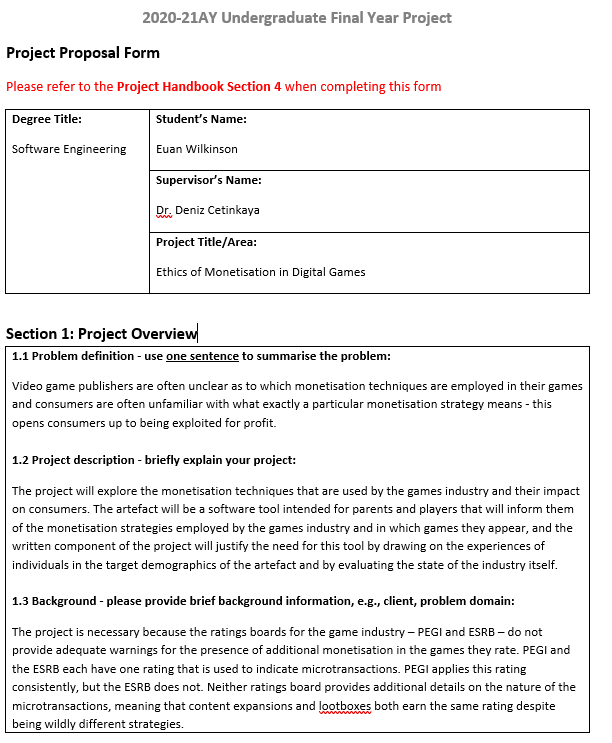 2020-21AY Undergraduate Final Year Project
Project Proposal Form
Please refer to the Project Handbook Section 4 when completing this form
Degree Title:
Software Engineering
Student’s Name:
Euan Wilkinson
Supervisor’s Name:
Dr. Deniz Cetinkaya
Project Title/Area:
Ethics of Monetisation in Digital Games
Section 1: Project Overview
1.1 Problem definition - use one sentence to summarise the problem:
Video game publishers are often unclear as to which monetisation techniques are employed in their games
and consumers are often unfamiliar with what exactly a particular monetisation strategy means - this
opens consumers up to being exploited for profit.
1.2 Project description - briefly explain your project:
The project will explore the monetisation techniques that are used by the games industry and their impact
on consumers. The artefact will be a software tool intended for parents and players that will inform them
of the monetisation strategies employed by the games industry and in which games they appear, and the
written component of the project will justify the need for this tool by drawing on the experiences of
individuals in the target demographics of the artefact and by evaluating the state of the industry itself.
1.3 Background - please provide brief background information, e.g., client, problem domain:
The project is necessary because the ratings boards for the game industry – PEGI and ESRB – do not
provide adequate warnings for the presence of additional monetisation in the games they rate. PEGI and
the ESRB each have one rating that is used to indicate microtransactions. PEGI applies this rating
consistently, but the ESRB does not. Neither ratings board provides additional details on the nature of the
microtransactions, meaning that content expansions and lootboxes both earn the same rating despite
being wildly different strategies.